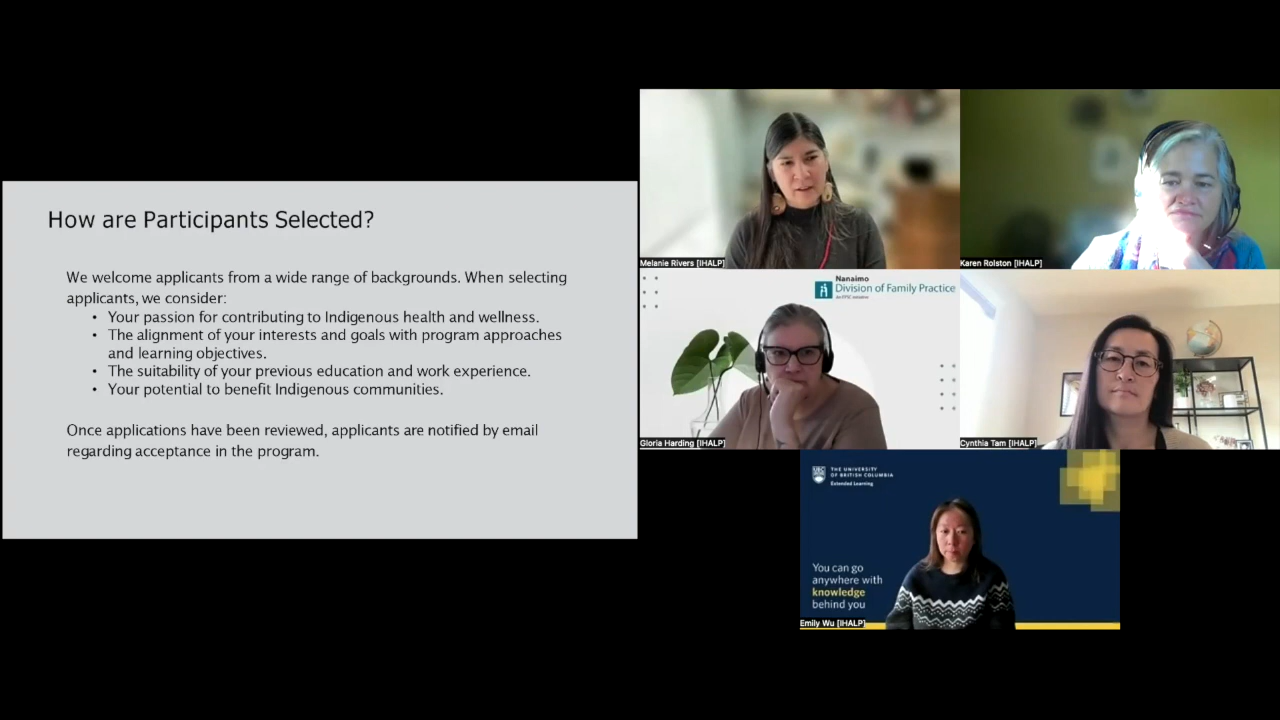 How are Participants Selected?
We welcome applicants from a wide range of backgrounds. When selecting
applicants, we consider:
• Your passion for contributing to Indigenous health and wellness.
• The alignment of your interests and goals with program approaches
and learning objectives.
• The suitability of your previous education and work experience.
• Your potential to benefit Indigenous communities.
Once applications have been reviewed, applicants are notified by email
regarding acceptance in the program.
Melanie Rivers [IHALP]
Karen Rolston [IHALP]
Nanaimo
Division of Family Practice
Gloria Harding [IHALP]
Cynthia Tam [IHALP]
UBC
THE UNIVERSITY
OF BRITISH COLUMBIA
Extended Learning
You can go
anywhere with
knowledge
behind you
Emily Wu [IHALP]